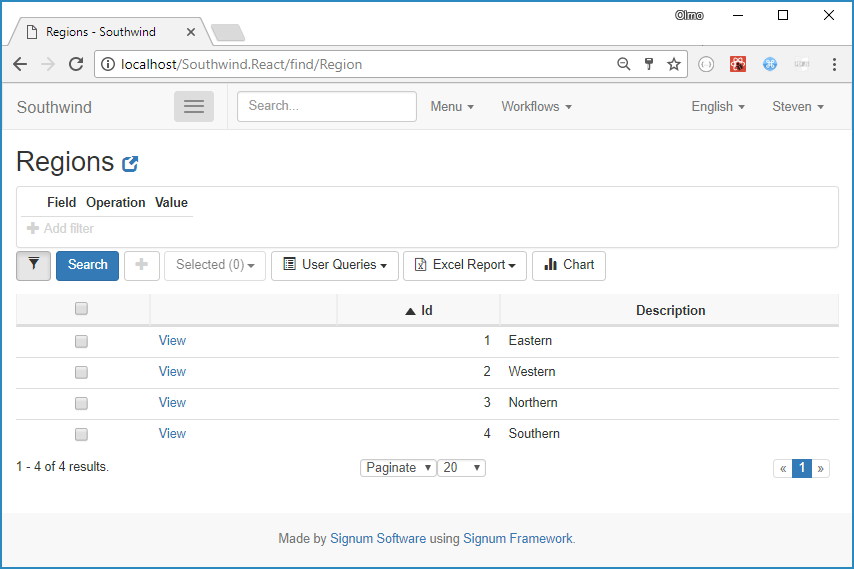 Olmo
Regions - Southwind
localhost/Southwind.React/find/Region
Southwind Search... Menu Workflows English Steven
Regions
Field Operation Value
Add filter
Search Selected (0) User Queries Excel Report Chart
Id Description
View 1 Eastern
View 2 Western
View 3 Northern
View 4 Southern
1 - 4 of 4 results. Paginate 20 « 1 »
Made by Signum Software using Signum Framework.